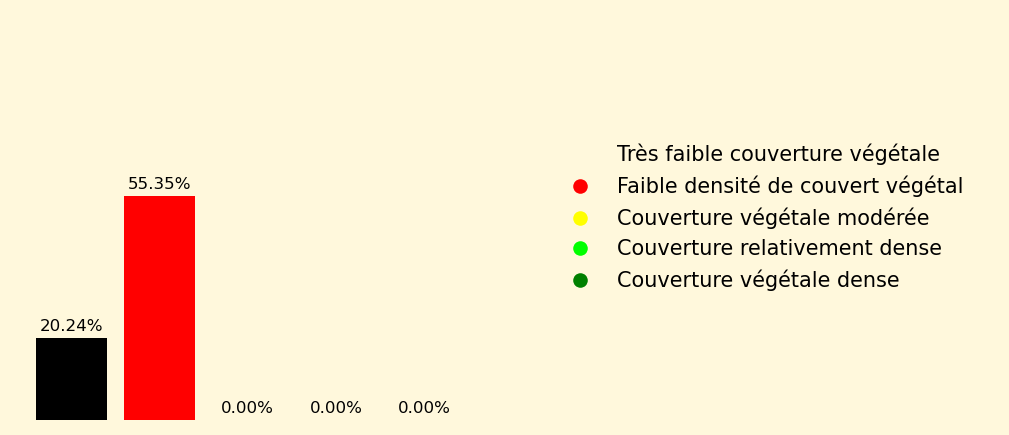 55.35%
20.24%
0.00% 0.00% 0.00%
Très faible couverture végétale
Faible densité de couvert végétal
Couverture végétale modérée
Couverture relativement dense
Couverture végétale dense